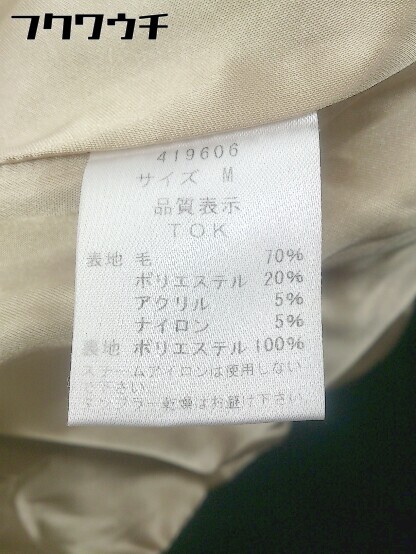 フクワウチ
419606
サイズ M
品質表示
TOK
表地 毛 70%
ポリエステル 20%
アクリル 5%
ナイロン 5%
裏地 ポリエステル 100%
スチームアイロンは使用しない
で下さい
タンブラー乾燥はお避け下さい